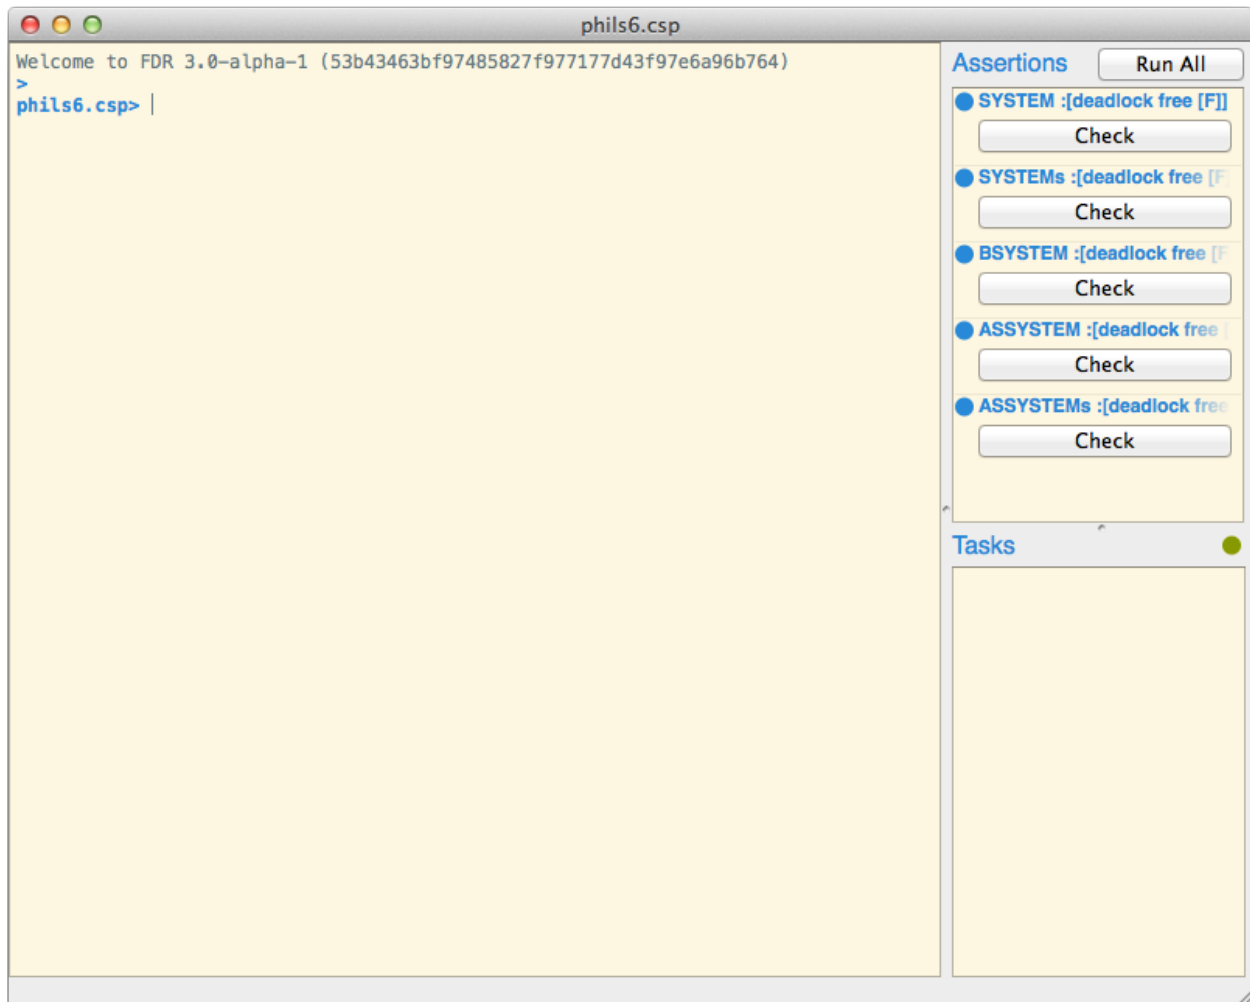 phils6.csp
Welcome to FDR 3.0-alpha-1 (53b43463bf97485827f977177d43f97e6a96b764)
>
phils6.csp>
Assertions
Run All
SYSTEM :[deadlock free [F]]
Check
SYSTEMs :[deadlock free [F
Check
BSYSTEM :[deadlock free [F
Check
ASSYSTEM :[deadlock free [
Check
ASSYSTEMs :[deadlock free
Check
Tasks